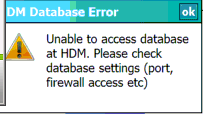 DM Database Error ok
Unable to access database
at HDM. Please check
database settings (port,
firewall access etc)